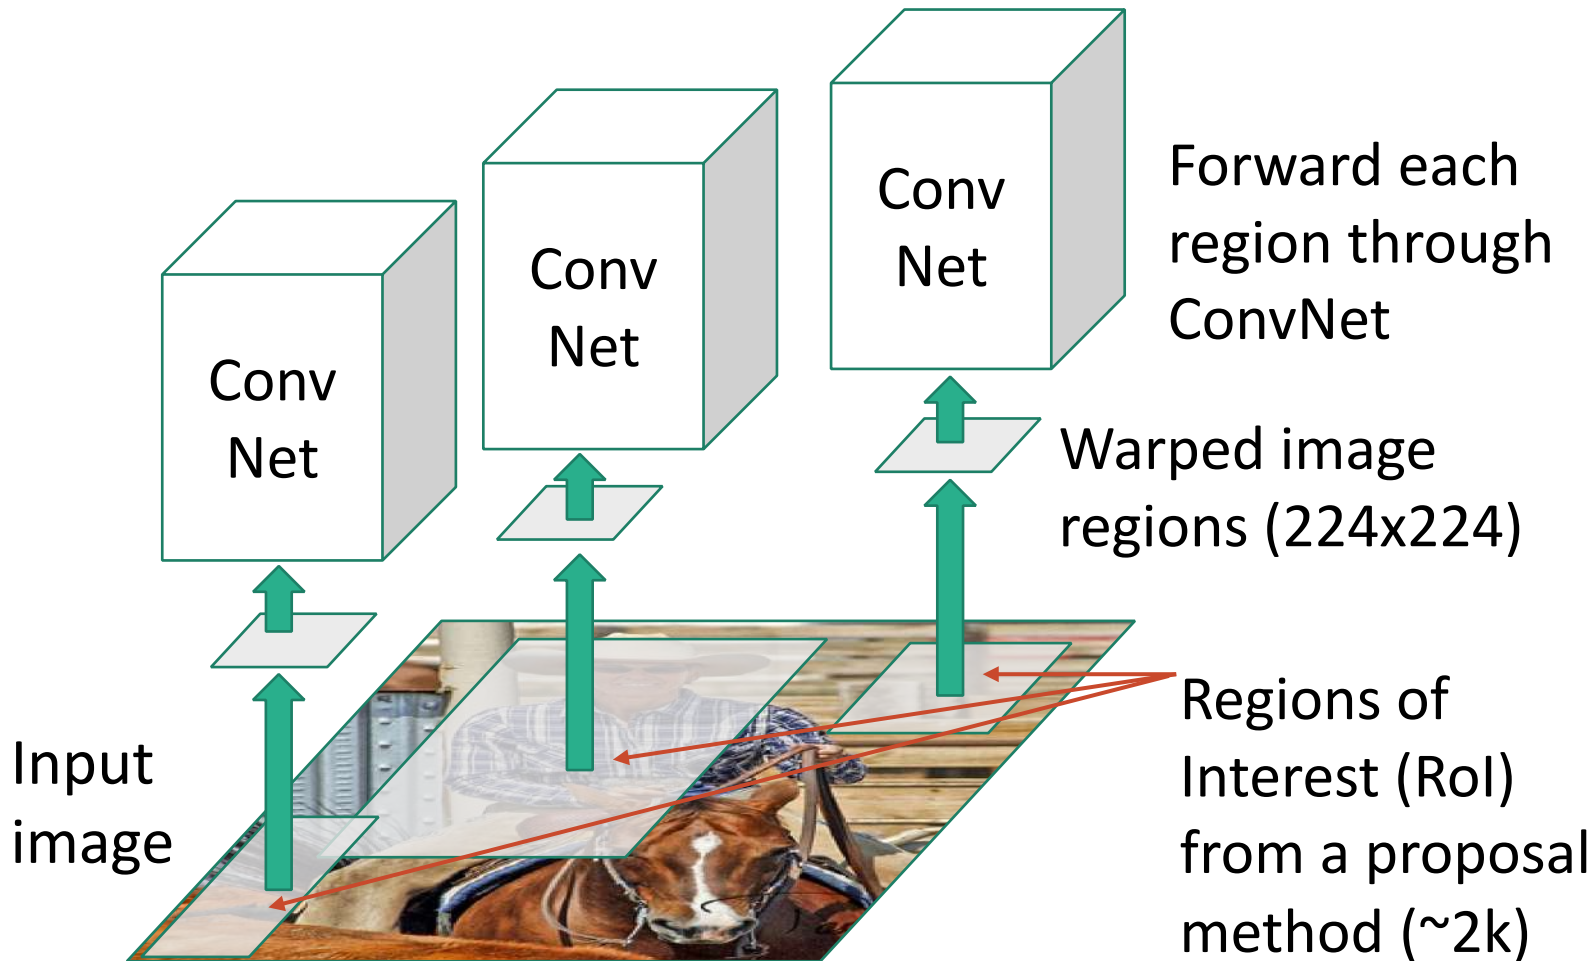 Conv
Net
Conv
Net
Conv
Net
Forward each
region through
ConvNet
Warped image
regions (224x224)
Input
image
Regions of
Interest (RoI)
from a proposal
method (~2k)